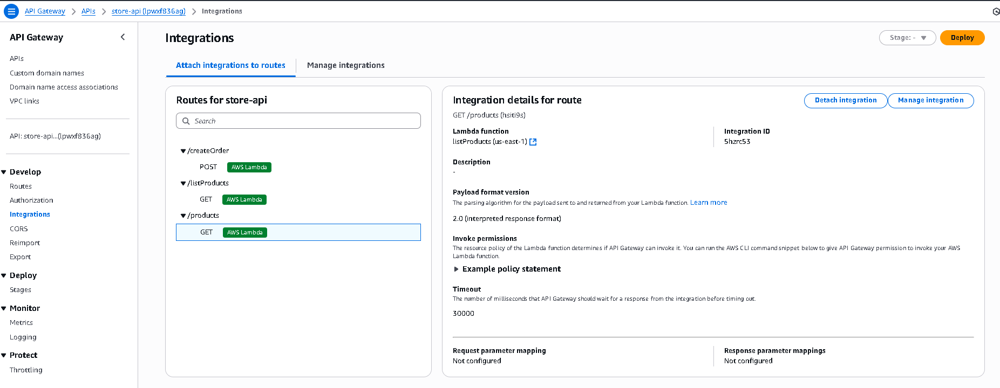 API Gateway > APIs > store-api (lpwxf836ag) > Integrations
API Gateway
APIs
Custom domain names
Domain name access associations
VPC links
API: store-api...(lpwxf836ag)
Develop
Routes
Authorization
Integrations
CORS
Reimport
Export
Deploy
Stages
Monitor
Metrics
Logging
Protect
Throttling
Integrations
Stage: -
Deploy
Attach integrations to routes
Manage integrations
Routes for store-api
Search
/createOrder
POST AWS Lambda
/listProducts
GET AWS Lambda
/products
GET AWS Lambda
Integration details for route
Detach integration
Manage integration
GET /products (hsiti9s)
Lambda function
listProducts (us-east-1)
Integration ID
5hzrc53
Description
-
Payload format version
The parsing algorithm for the payload sent to and returned from your Lambda function. Learn more
2.0 (interpreted response format)
Invoke permissions
The resource policy of the Lambda function determines if API Gateway can invoke it. You can run the AWS CLI command snippet below to give API Gateway permission to invoke your AWS
Lambda function.
Example policy statement
Timeout
The number of milliseconds that API Gateway should wait for a response from the integration before timing out.
30000
Request parameter mapping
Not configured
Response parameter mappings
Not configured